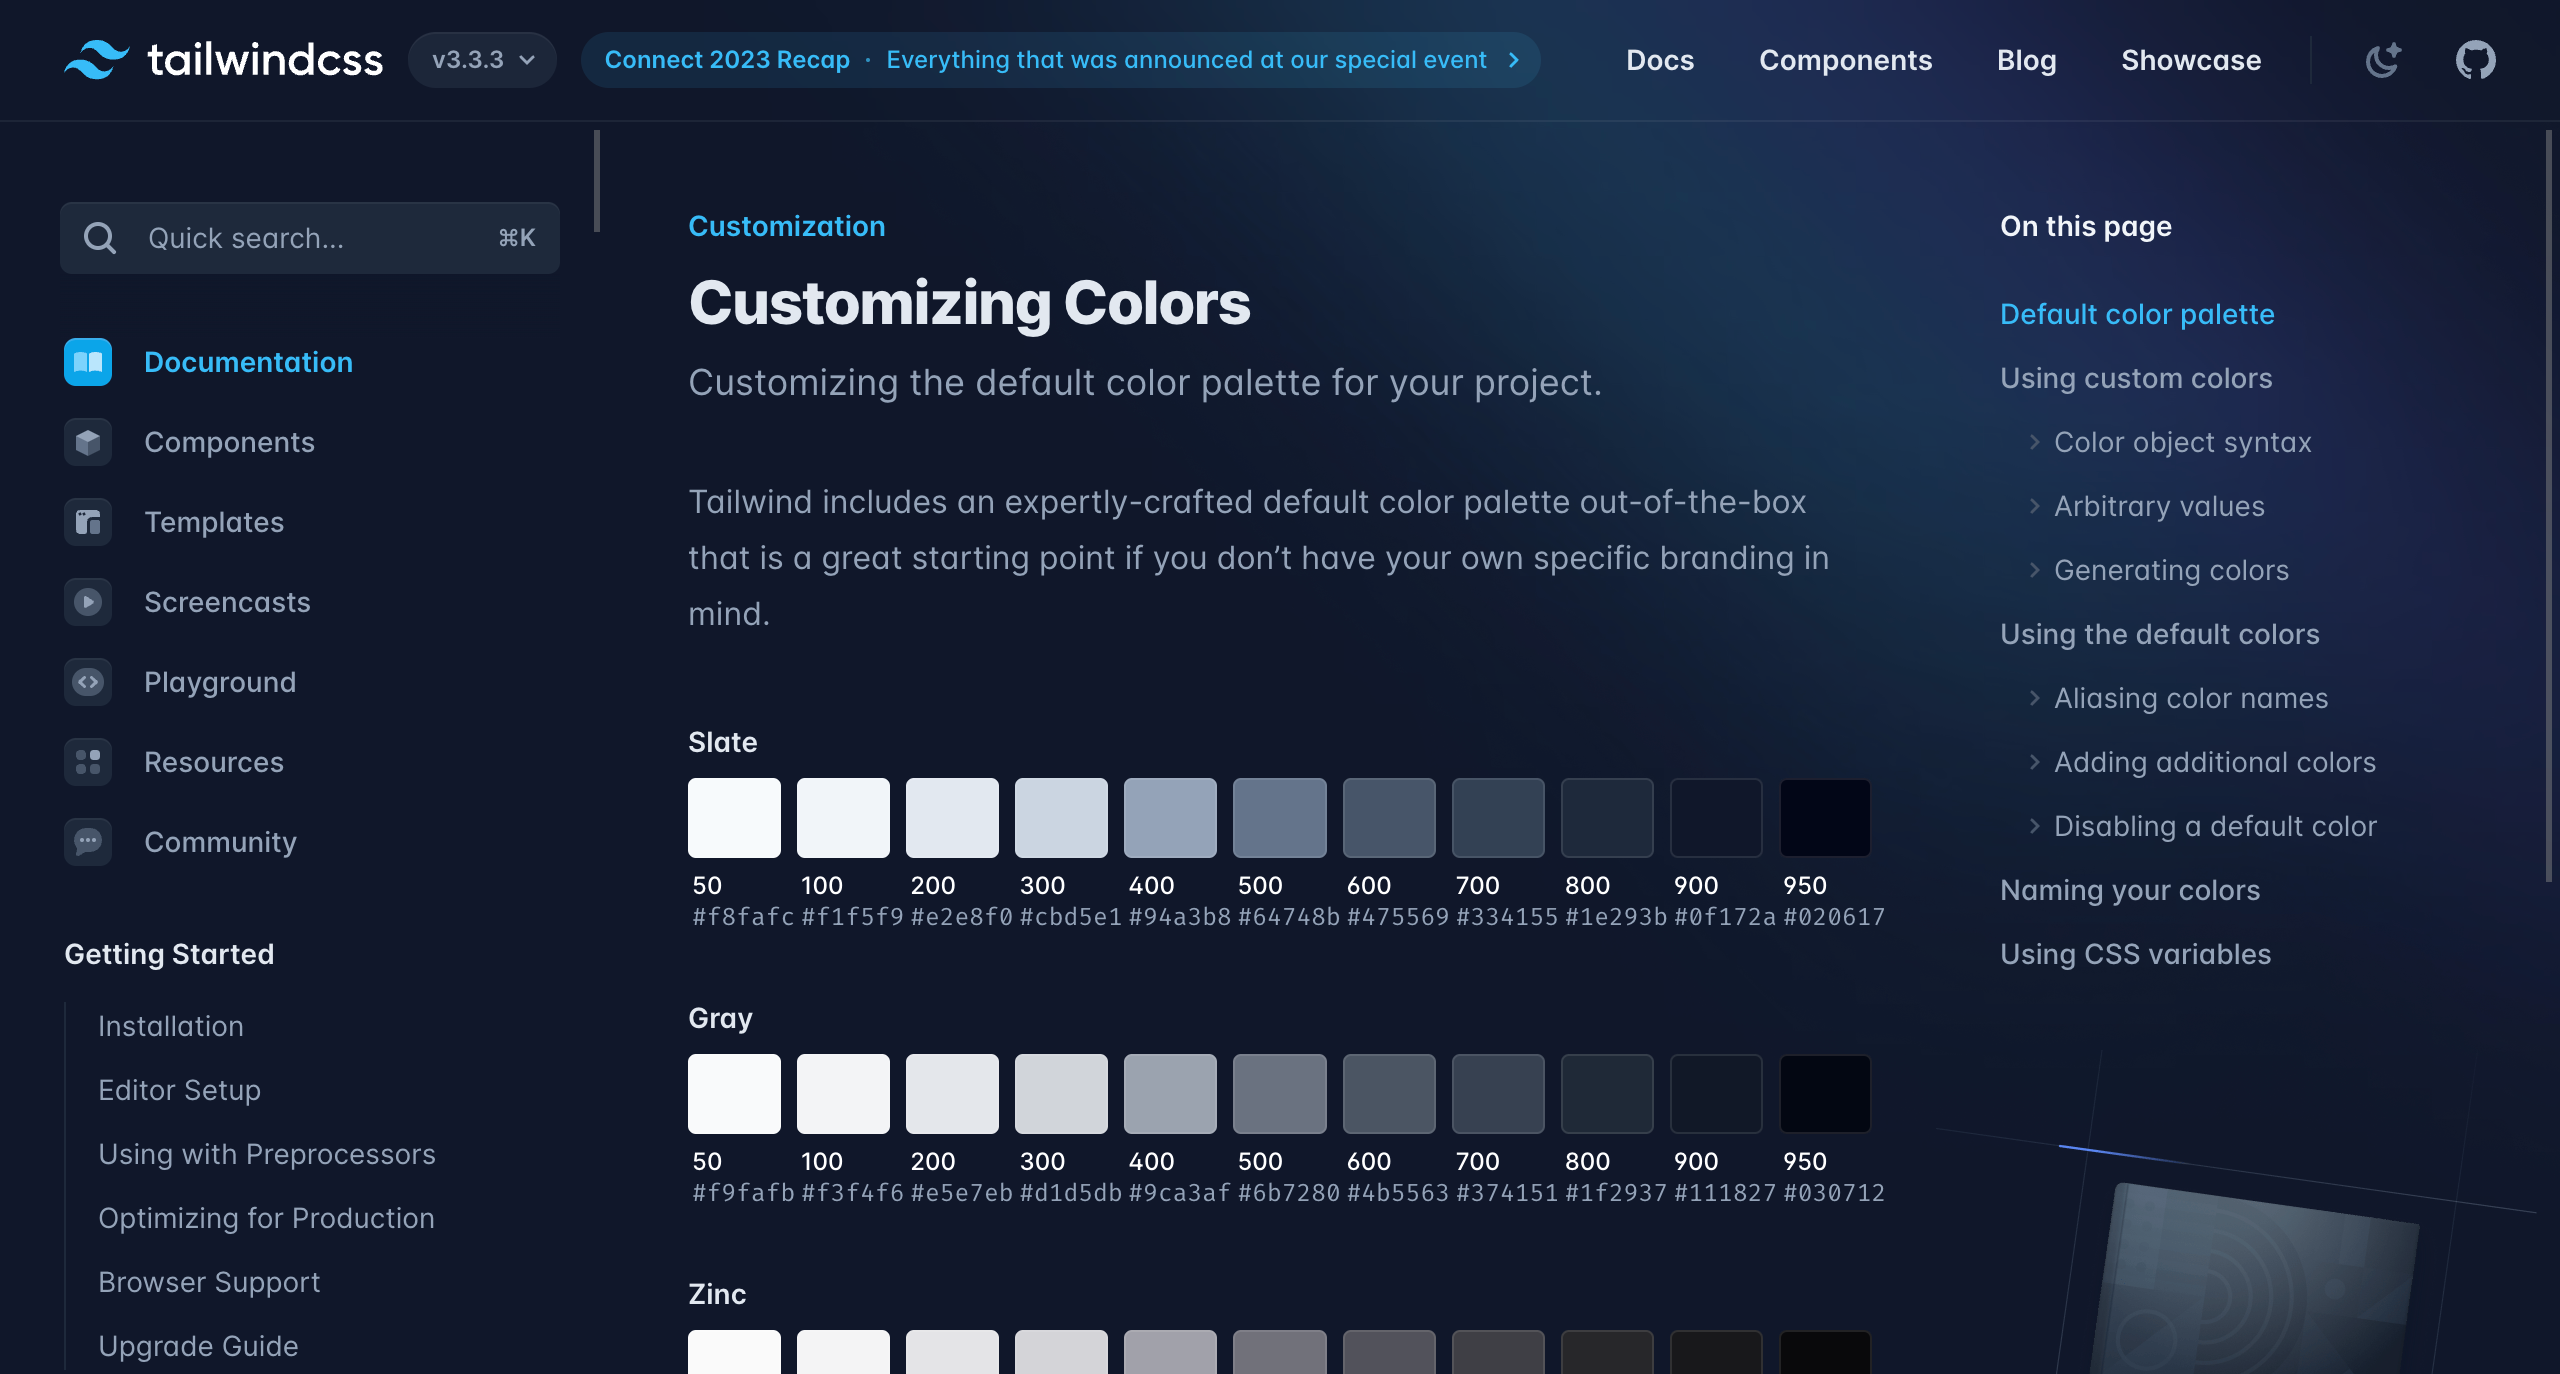 tailwindcss
v3.3.3
Connect 2023 Recap · Everything that was announced at our special event
Docs
Components
Blog
Showcase
Quick search...
⌘K
Documentation
Components
Templates
Screencasts
Playground
Resources
Community
Getting Started
Installation
Editor Setup
Using with Preprocessors
Optimizing for Production
Browser Support
Upgrade Guide
Customization
Customizing Colors
Customizing the default color palette for your project.
Tailwind includes an expertly-crafted default color palette out-of-the-box
that is a great starting point if you don’t have your own specific branding in
mind.
Slate
50 100 200 300 400 500 600 700 800 900 950
#f8fafc #f1f5f9 #e2e8f0 #cbd5e1 #94a3b8 #64748b #475569 #334155 #1e293b #0f172a #020617
Gray
50 100 200 300 400 500 600 700 800 900 950
#f9fafb #f3f4f6 #e5e7eb #d1d5db #9ca3af #6b7280 #4b5563 #374151 #1f2937 #111827 #030712
Zinc
On this page
Default color palette
Using custom colors
Color object syntax
Arbitrary values
Generating colors
Using the default colors
Aliasing color names
Adding additional colors
Disabling a default color
Naming your colors
Using CSS variables